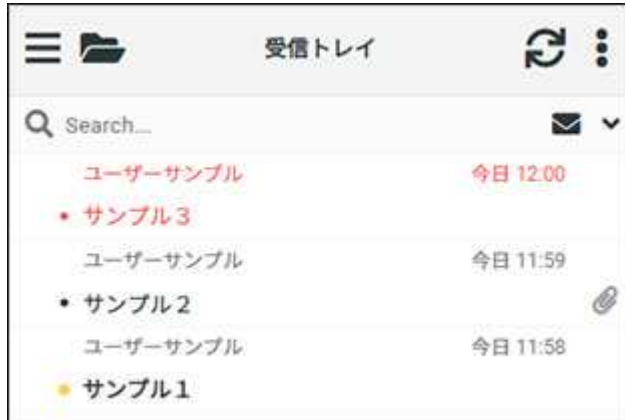 受信トレイ
Search...
ユーザーサンプル 今日 12:00
サンプル３
ユーザーサンプル 今日 11:59
サンプル２
ユーザーサンプル 今日 11:58
サンプル１